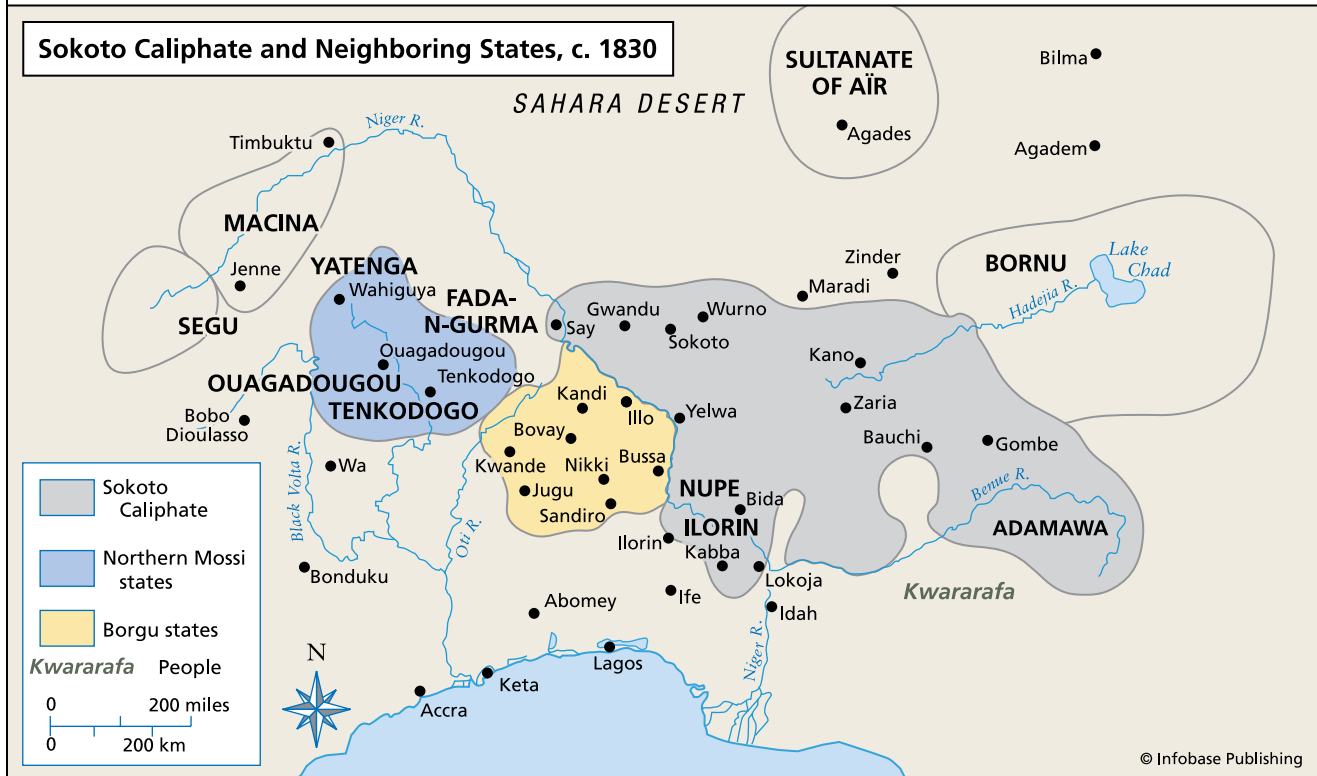 Sokoto Caliphate and Neighboring States, c. 1830
SULTANATE
OF AÏR
Bilma
SAHARA DESERT
Agades
Agadem
Niger R.
Timbuktu
MACINA
Jenne
SEGU
YATENGA
Wahiguya
FADA-
N-GURMA
Ouagadougou
OUAGADOUGOU
Tenkodogo
TENKODOGO
Bobo
Dioulasso
Wa
Black Volta R.
Bonduku
Oti R.
Say
Gwandu
Wurno
Sokoto
Maradi
Zinder
BORNU
Lake
Chad
Hadejia R.
Kano
Zaria
Bauchi
Gombe
Kandi
Illo
Yelwa
Bovay
Kwande
Nikki
Bussa
Jugu
Sandiro
NUPE
Bida
ILORIN
Ilorin
Kabba
Lokoja
Benue R.
ADAMAWA
Kwararafa
Ife
Idah
Abomey
Niger R.
Lagos
Keta
Accra
Sokoto
Caliphate
Northern Mossi
states
Borgu states
Kwararafa People
0 200 miles
0 200 km
N
© Infobase Publishing